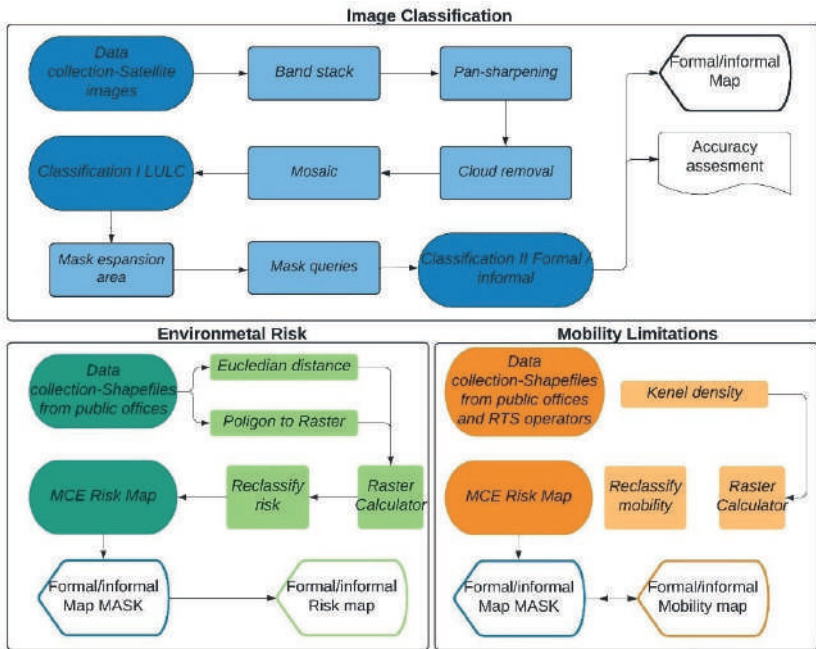 Image Classification
Data
collection-Satellite
images
Band stack
Pan-sharpening
Formal/informal
Map
Classification I LULC
Mosaic
Cloud removal
Accuracy
assesment
Mask expansion
area
Mask queries
Classification II Formal /
informal
Environmetal Risk
Data
collection-Shapefiles
from public offices
Eucledian distance
Poligon to Raster
MCE Risk Map
Reclassify
risk
Raster
Calculator
Formal/informal
Map MASK
Formal/informal
Risk map
Mobility Limitations
Data
collection-Shapefiles
from public offices
and RTS operators
Kenel density
MCE Risk Map
Reclassify
mobility
Raster
Calculator
Formal/informal
Map MASK
Formal/informal
Mobility map